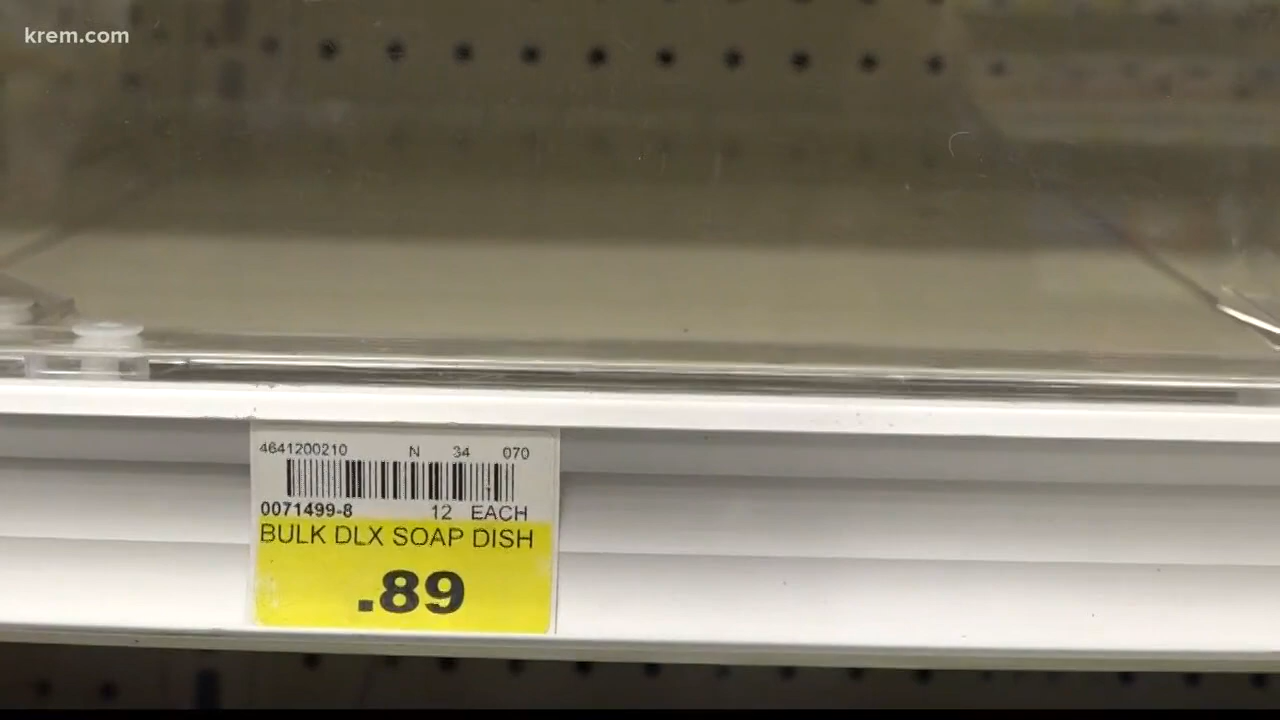 krem.com
4641200210 N 34 070
0071499-8 12 EACH
BULK DLX SOAP DISH
.89